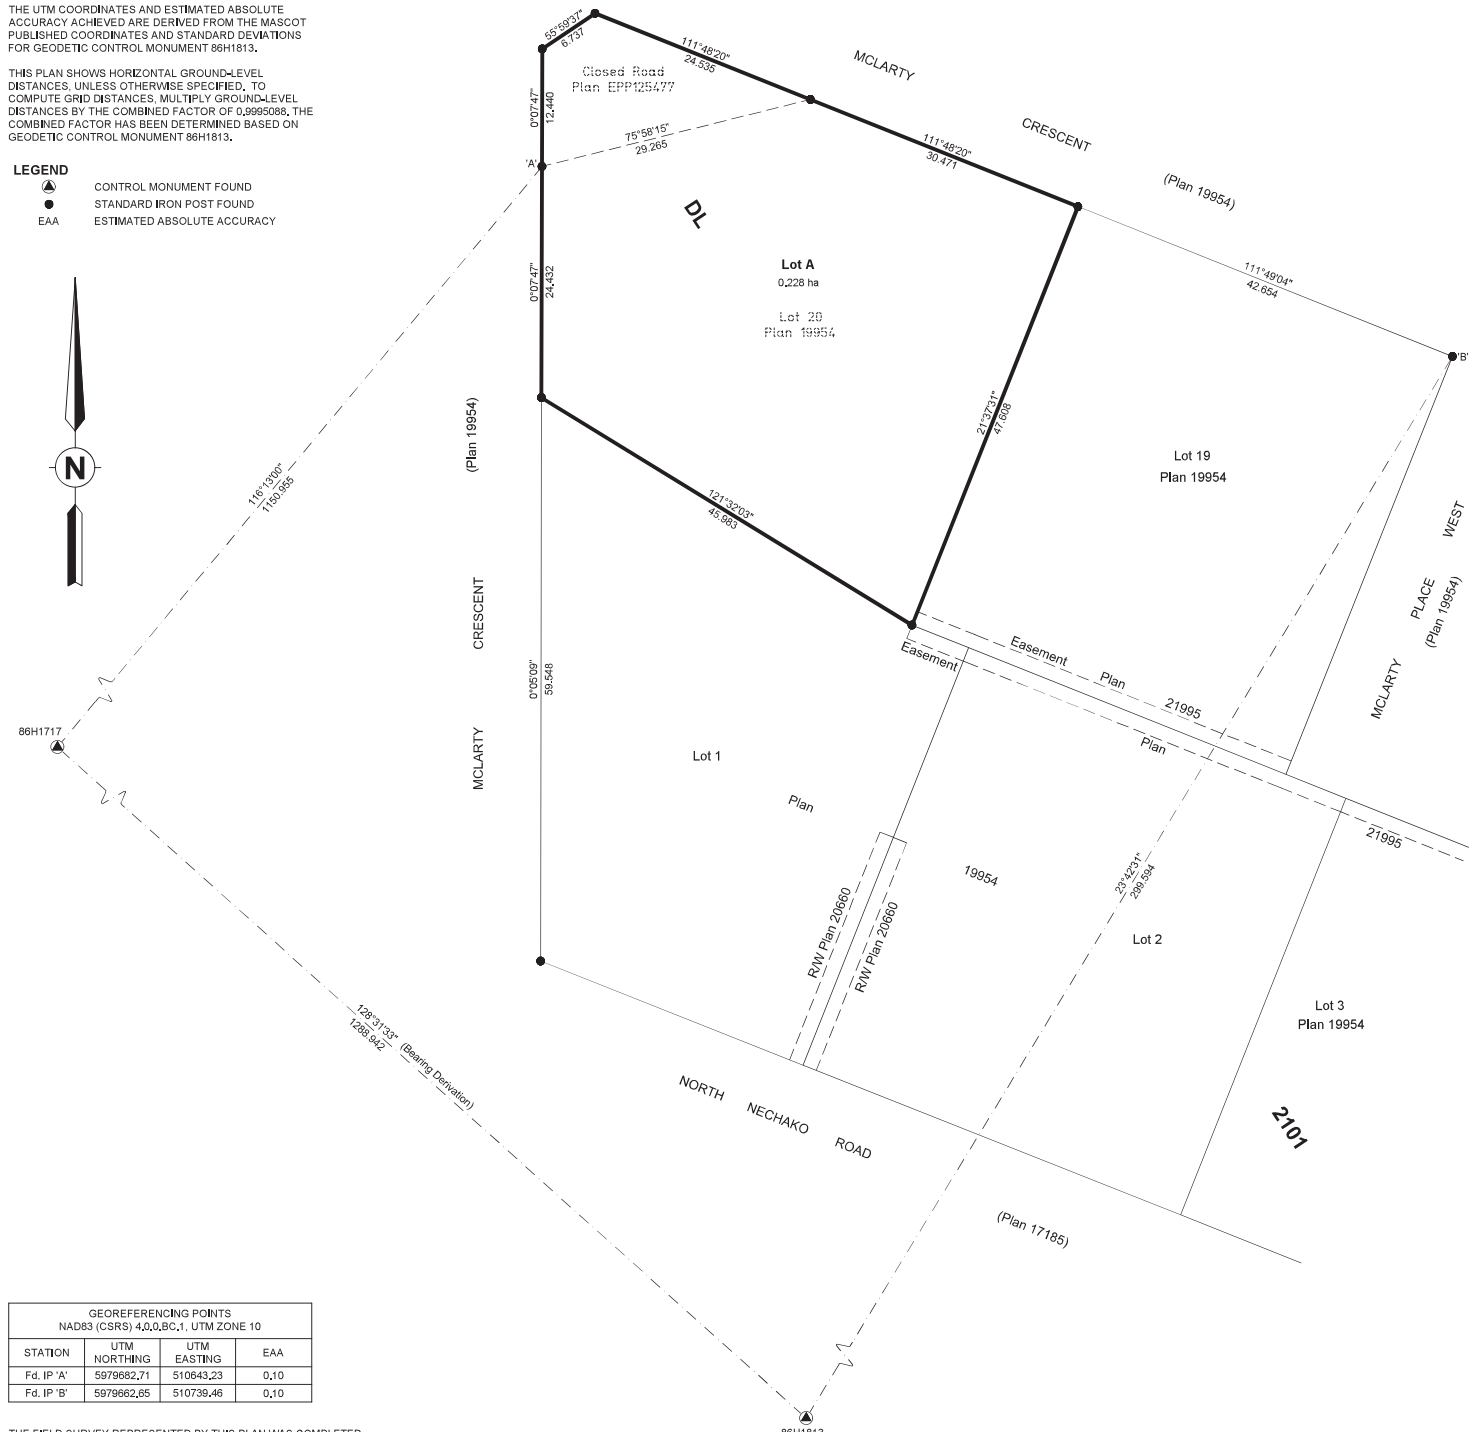 THE UTM COORDINATES AND ESTIMATED ABSOLUTE
ACCURACY ACHIEVED ARE DERIVED FROM THE MASCOT
PUBLISHED COORDINATES AND STANDARD DEVIATIONS
FOR GEODETIC CONTROL MONUMENT 86H1813.
THIS PLAN SHOWS HORIZONTAL GROUND-LEVEL
DISTANCES, UNLESS OTHERWISE SPECIFIED. TO
COMPUTE GRID DISTANCES, MULTIPLY GROUND-LEVEL
DISTANCES BY THE COMBINED FACTOR OF 0.9995088. THE
COMBINED FACTOR HAS BEEN DETERMINED BASED ON
GEODETIC CONTROL MONUMENT 86H1813.
LEGEND
CONTROL MONUMENT FOUND
STANDARD IRON POST FOUND
EAA ESTIMATED ABSOLUTE ACCURACY
N
55°59'37"
6.737
111°48'20"
24.535
MCLARTY
CRESCENT
(Plan 19954)
Closed Road
Plan EPP125477
0°07'47"
12.440
75°58'15"
29.265
111°48'20"
30.471
'A'
DL
Lot A
0.228 ha
Lot 20
Plan 19954
0°07'47"
24.432
111°49'04"
42.654
'B'
21°37'31"
47.608
Lot 19
Plan 19954
(Plan 19954)
CRESCENT
MCLARTY
116°13'00"
1150.955
121°32'03"
45.983
WEST
PLACE
(Plan 19954)
MCLARTY
Easement
Easement Plan 21995
Plan
21995
0°05'09"
59.548
86H1717
Lot 1
Plan
19954
R/W Plan 20660
R/W Plan 20660
23°42'31"
299.594
Lot 2
Lot 3
Plan 19954
128°31'33" (Bearing Derivation)
1288.942
NORTH NECHAKO ROAD
2101
(Plan 17185)
GEOREFERENCING POINTS
NAD83 (CSRS) 4.0.0.BC.1, UTM ZONE 10
STATION UTM NORTHING UTM EASTING EAA
Fd. IP 'A' 5979682.71 510643.23 0.10
Fd. IP 'B' 5979662.65 510739.46 0.10
THE FIELD SURVEY REPRESENTED BY THIS PLAN WAS COMPLETED
86H1813